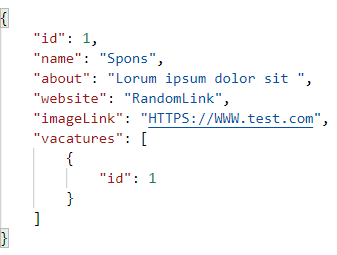 {
    "id": 1,
    "name": "Spons",
    "about": "Lorum ipsum dolor sit ",
    "website": "RandomLink",
    "imageLink": "HTTPS://WWW.test.com",
    "vacatures": [
        {
            "id": 1
        }
    ]
}